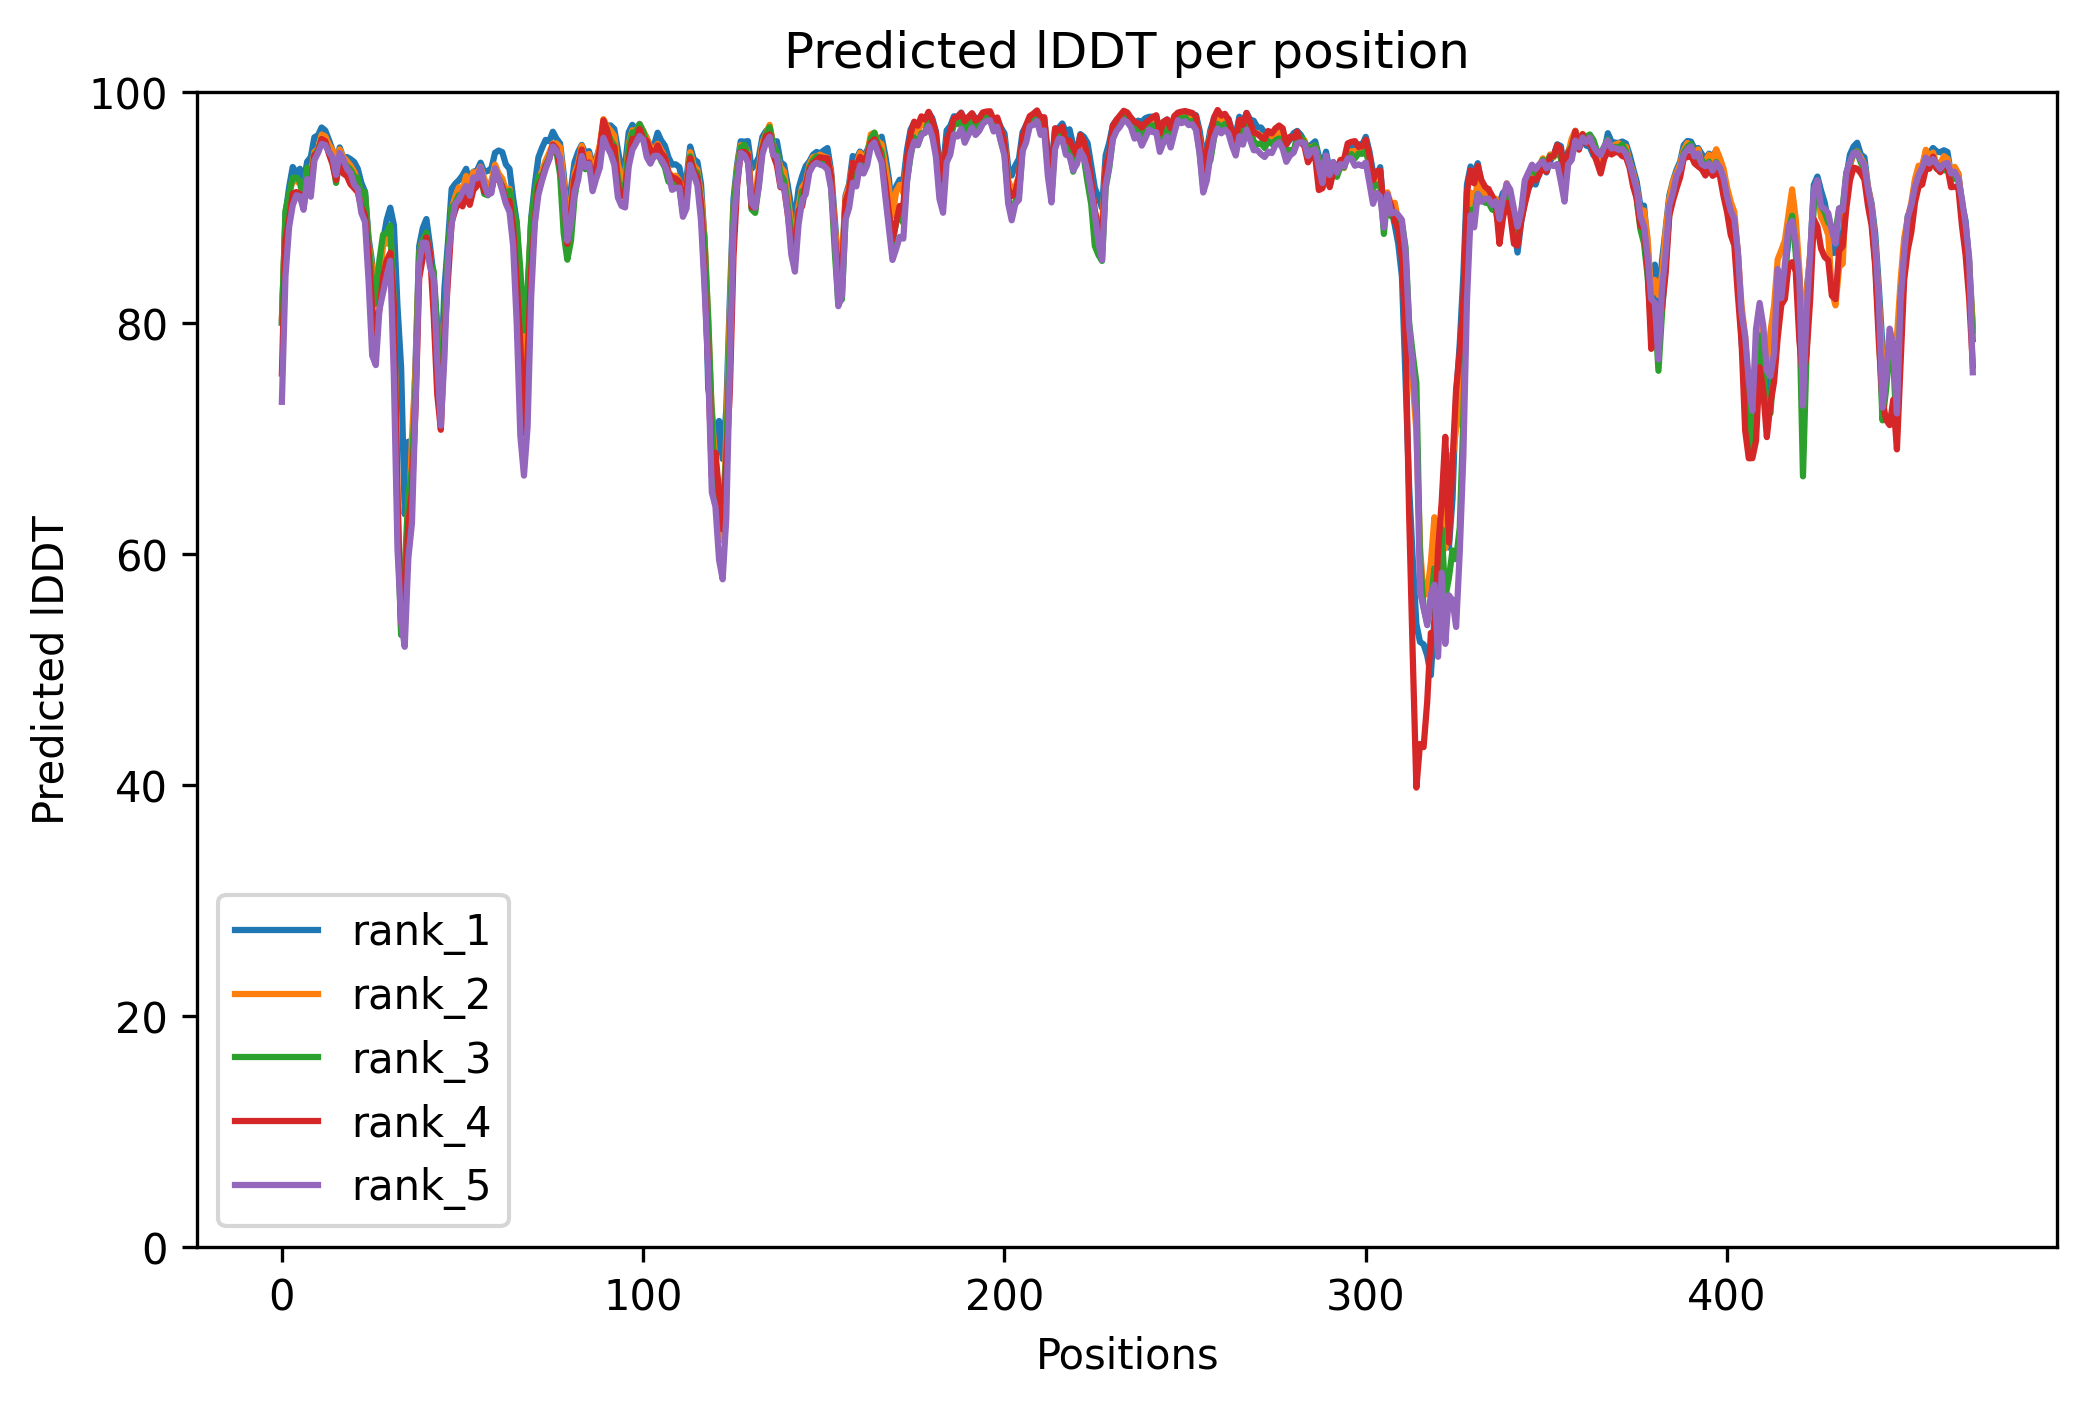 Predicted lDDT per position
Predicted lDDT
100
80
60
40
20
0
rank_1
rank_2
rank_3
rank_4
rank_5
0 100 200 300 400
Positions